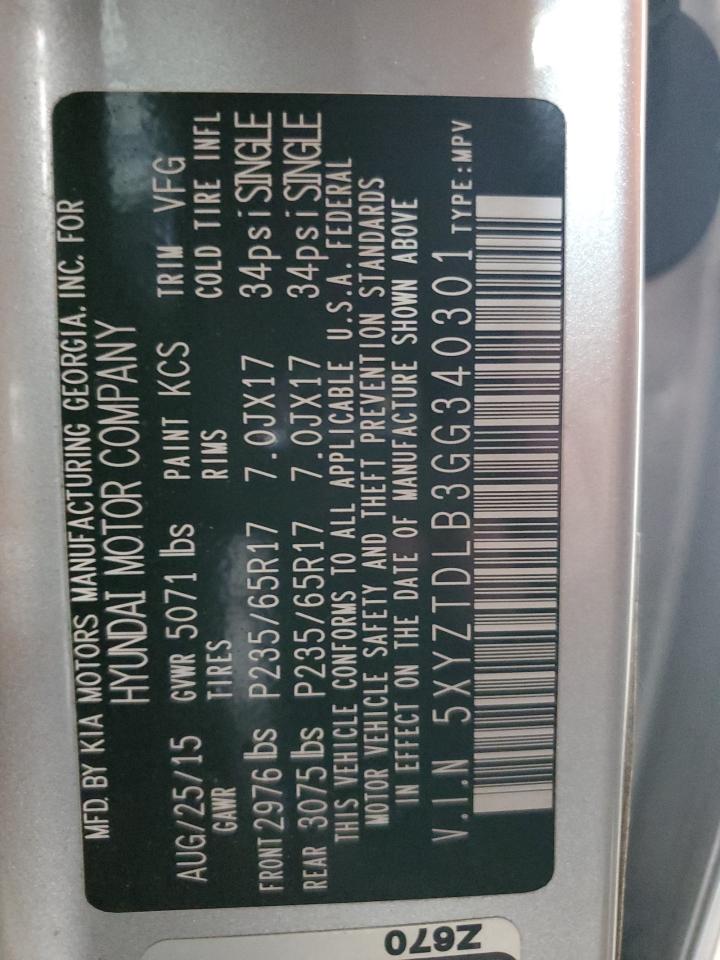 MFD. BY KIA MOTORS MANUFACTURING GEORGIA, INC. FOR
HYUNDAI MOTOR COMPANY
AUG/25/15 GVWR 5071 lbs PAINT KCS TRIM VFG
GAWR TIRES RIMS COLD TIRE INFL
FRONT 2976 lbs P235/65R17 7.0JX17 34psi SINGLE
REAR 3075 lbs P235/65R17 7.0JX17 34psi SINGLE
THIS VEHICLE CONFORMS TO ALL APPLICABLE U.S.A. FEDERAL
MOTOR VEHICLE SAFETY AND THEFT PREVENTION STANDARDS
IN EFFECT ON THE DATE OF MANUFACTURE SHOWN ABOVE
V.I.N 5XYZTDLB3GG340301 TYPE:MPV
Z670